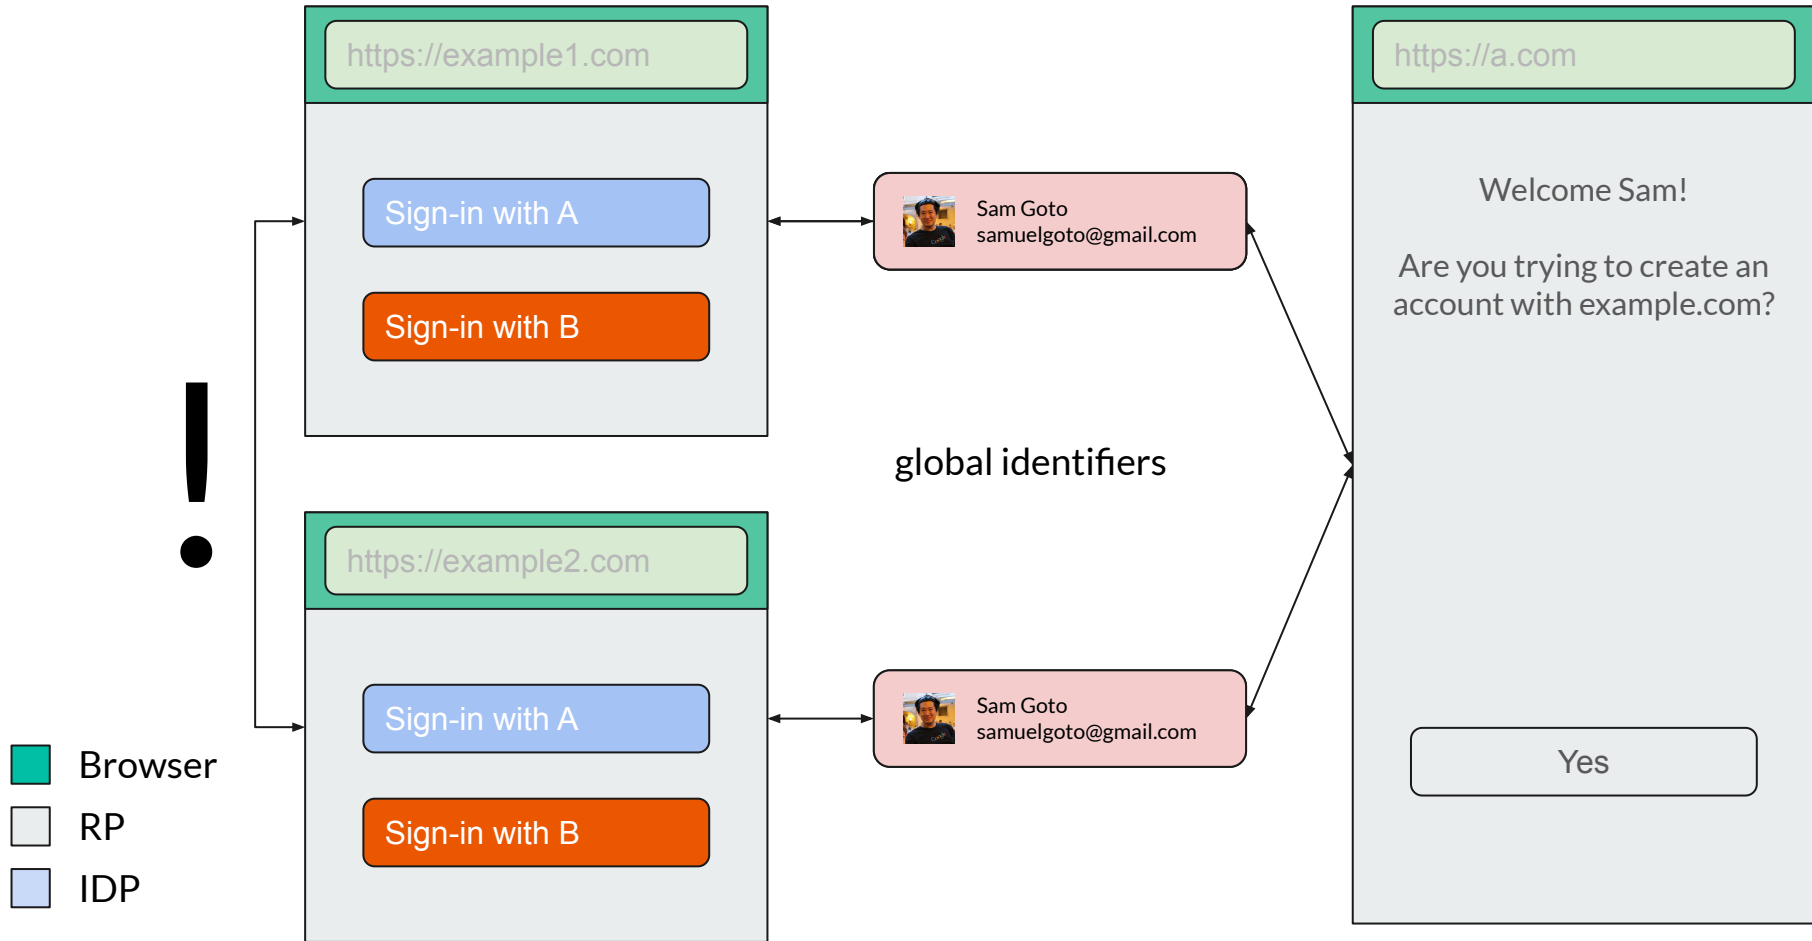 https://example1.com
Sign-in with A
Sign-in with B
https://example2.com
Sign-in with A
Sign-in with B
!
Browser
RP
IDP
Sam Goto
samuelgoto@gmail.com
global identifiers
Sam Goto
samuelgoto@gmail.com
https://a.com
Welcome Sam!
Are you trying to create an
account with example.com?
Yes